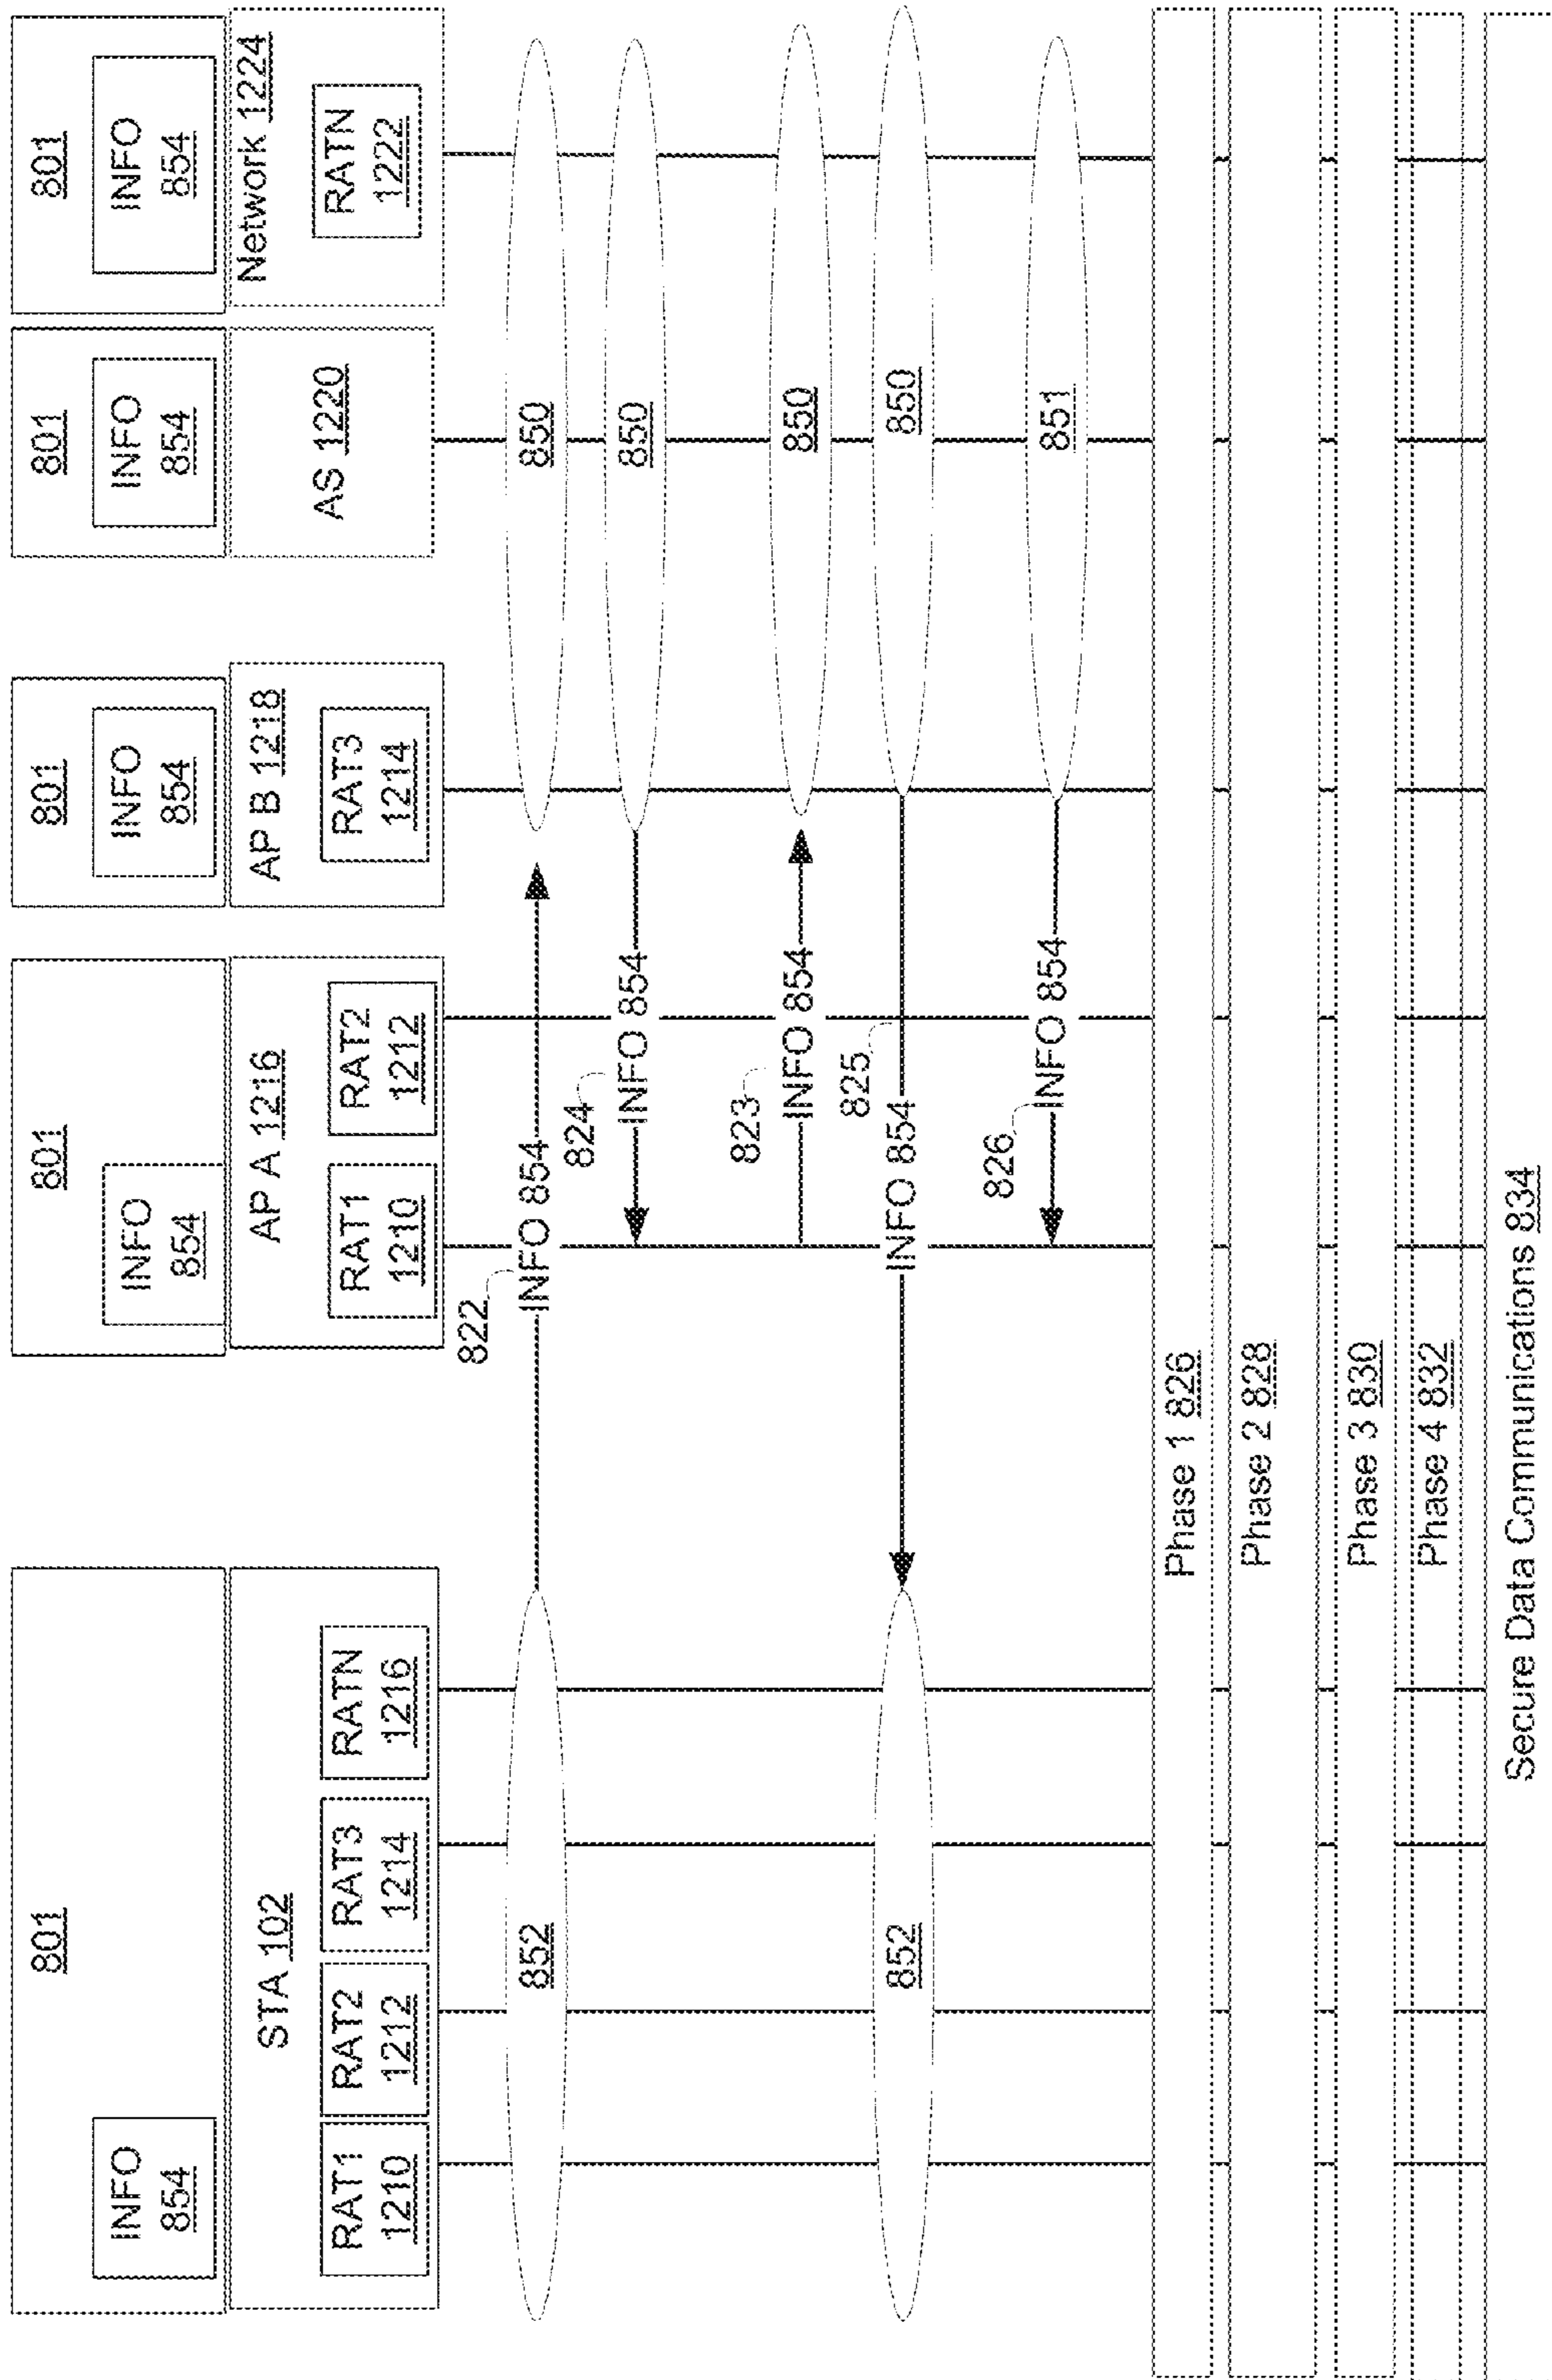 801
INFO
854
STA 102
RAT1
1210
RAT2
1212
RAT3
1214
RATN
1216
801
INFO
854
AP A 1216
RAT1
1210
RAT2
1212
801
INFO
854
AP B 1218
RAT3
1214
801
INFO
854
AS 1220
801
INFO
854
Network 1224
RATN
1222
852
822
INFO 854
850
824
INFO 854
850
823
INFO 854
850
852
825
INFO 854
850
826
INFO 854
851
Phase 1 826
Phase 2 828
Phase 3 830
Phase 4 832
Secure Data Communications 834